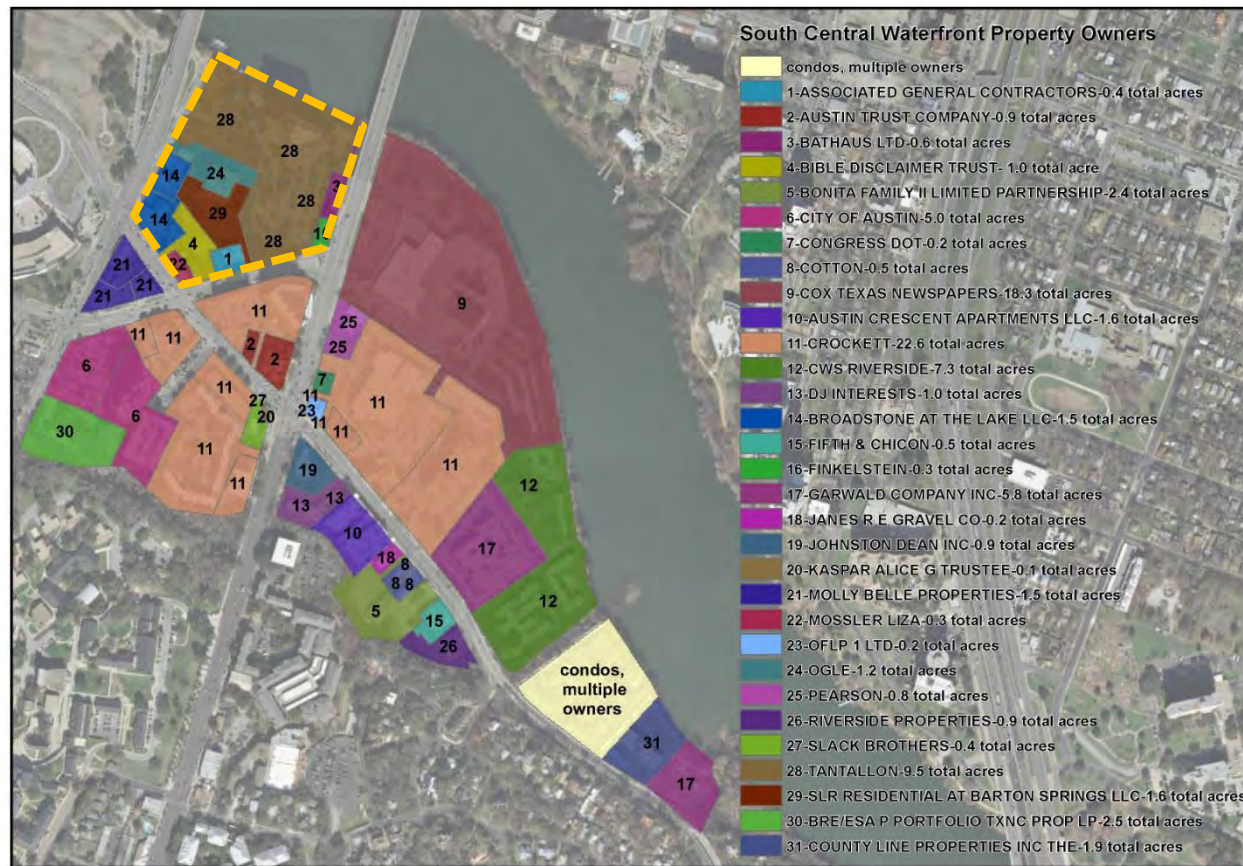 South Central Waterfront Property Owners
condos, multiple owners
1-ASSOCIATED GENERAL CONTRACTORS-0.4 total acres
2-AUSTIN TRUST COMPANY-0.9 total acres
3-BATHAUS LTD-0.6 total acres
4-BIBLE DISCLAIMER TRUST- 1.0 total acres
5-BONITA FAMILY II LIMITED PARTNERSHIP-2.4 total acres
6-CITY OF AUSTIN-5.0 total acres
7-CONGRESS DOT-0.2 total acres
8-COTTON-0.5 total acres
9-COX TEXAS NEWSPAPERS-18.3 total acres
10-AUSTIN CRESCENT APARTMENTS LLC-1.6 total acres
11-CROCKETT-22.6 total acres
12-CWS RIVERSIDE-7.3 total acres
13-DJ INTERESTS-1.0 total acres
14-BROADSTONE AT THE LAKE LLC-1.5 total acres
15-FIFTH & CHICON-0.5 total acres
16-FINKELSTEIN-0.3 total acres
17-GARWALD COMPANY INC-5.8 total acres
18-JANES R E GRAVEL CO-0.2 total acres
19-JOHNSTON DEAN INC-0.9 total acres
20-KASPAR ALICE G TRUSTEE-0.1 total acres
21-MOLLY BELLE PROPERTIES-1.5 total acres
22-MOSSLER LIZA-0.3 total acres
23-OFLP 1 LTD-0.2 total acres
24-OGLE-1.2 total acres
25-PEARSON-0.8 total acres
26-RIVERSIDE PROPERTIES-0.9 total acres
27-SLACK BROTHERS-0.4 total acres
28-TANTALLON-9.5 total acres
29-SLR RESIDENTIAL AT BARTON SPRINGS LLC-1.6 total acres
30-BRE/ESA P PORTFOLIO TXNC PROP LP-2.5 total acres
31-COUNTY LINE PROPERTIES INC THE-1.9 total acres
28
28
14
24
3
28
14
29
4
28
1
22
21
21
21
11
9
11
11
25
25
2
2
6
11
7
27
11
23
11
20
11
11
6
30
11
11
19
12
13
13
10
17
18
8
8
8
5
12
15
26
condos,
multiple
owners
31
17